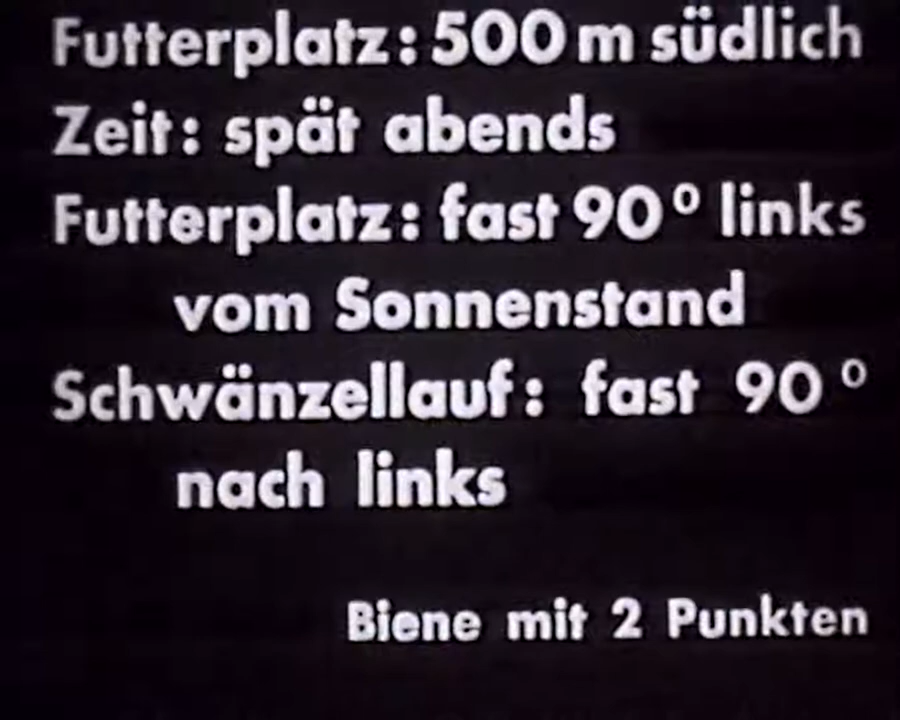 Futterplatz: 500 m südlich
Zeit: spät abends
Futterplatz: fast 90° links
vom Sonnenstand
Schwänzellauf: fast 90°
nach links
Biene mit 2 Punkten